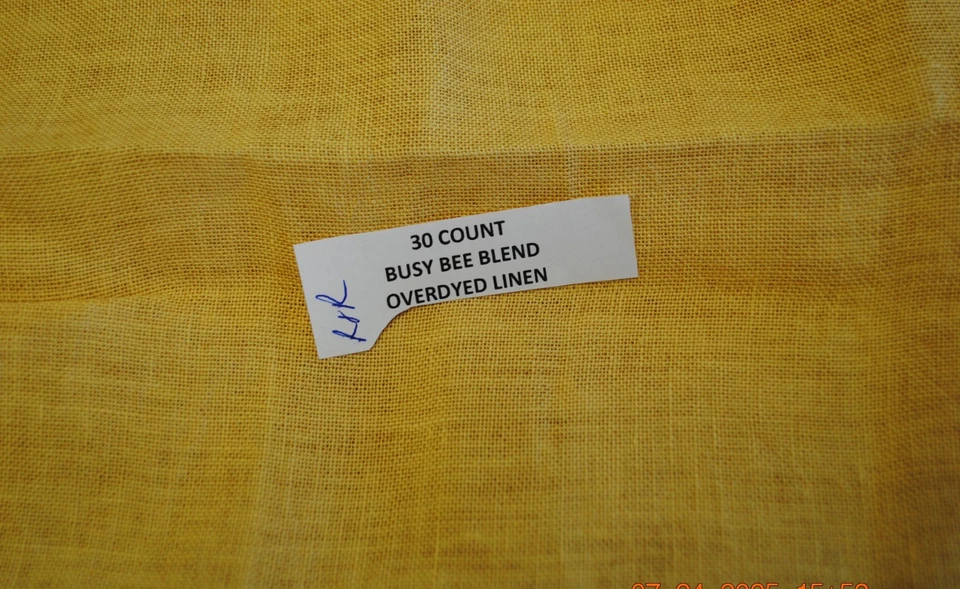 30 COUNT
BUSY BEE BLEND
OVERDYED LINEN
R&R